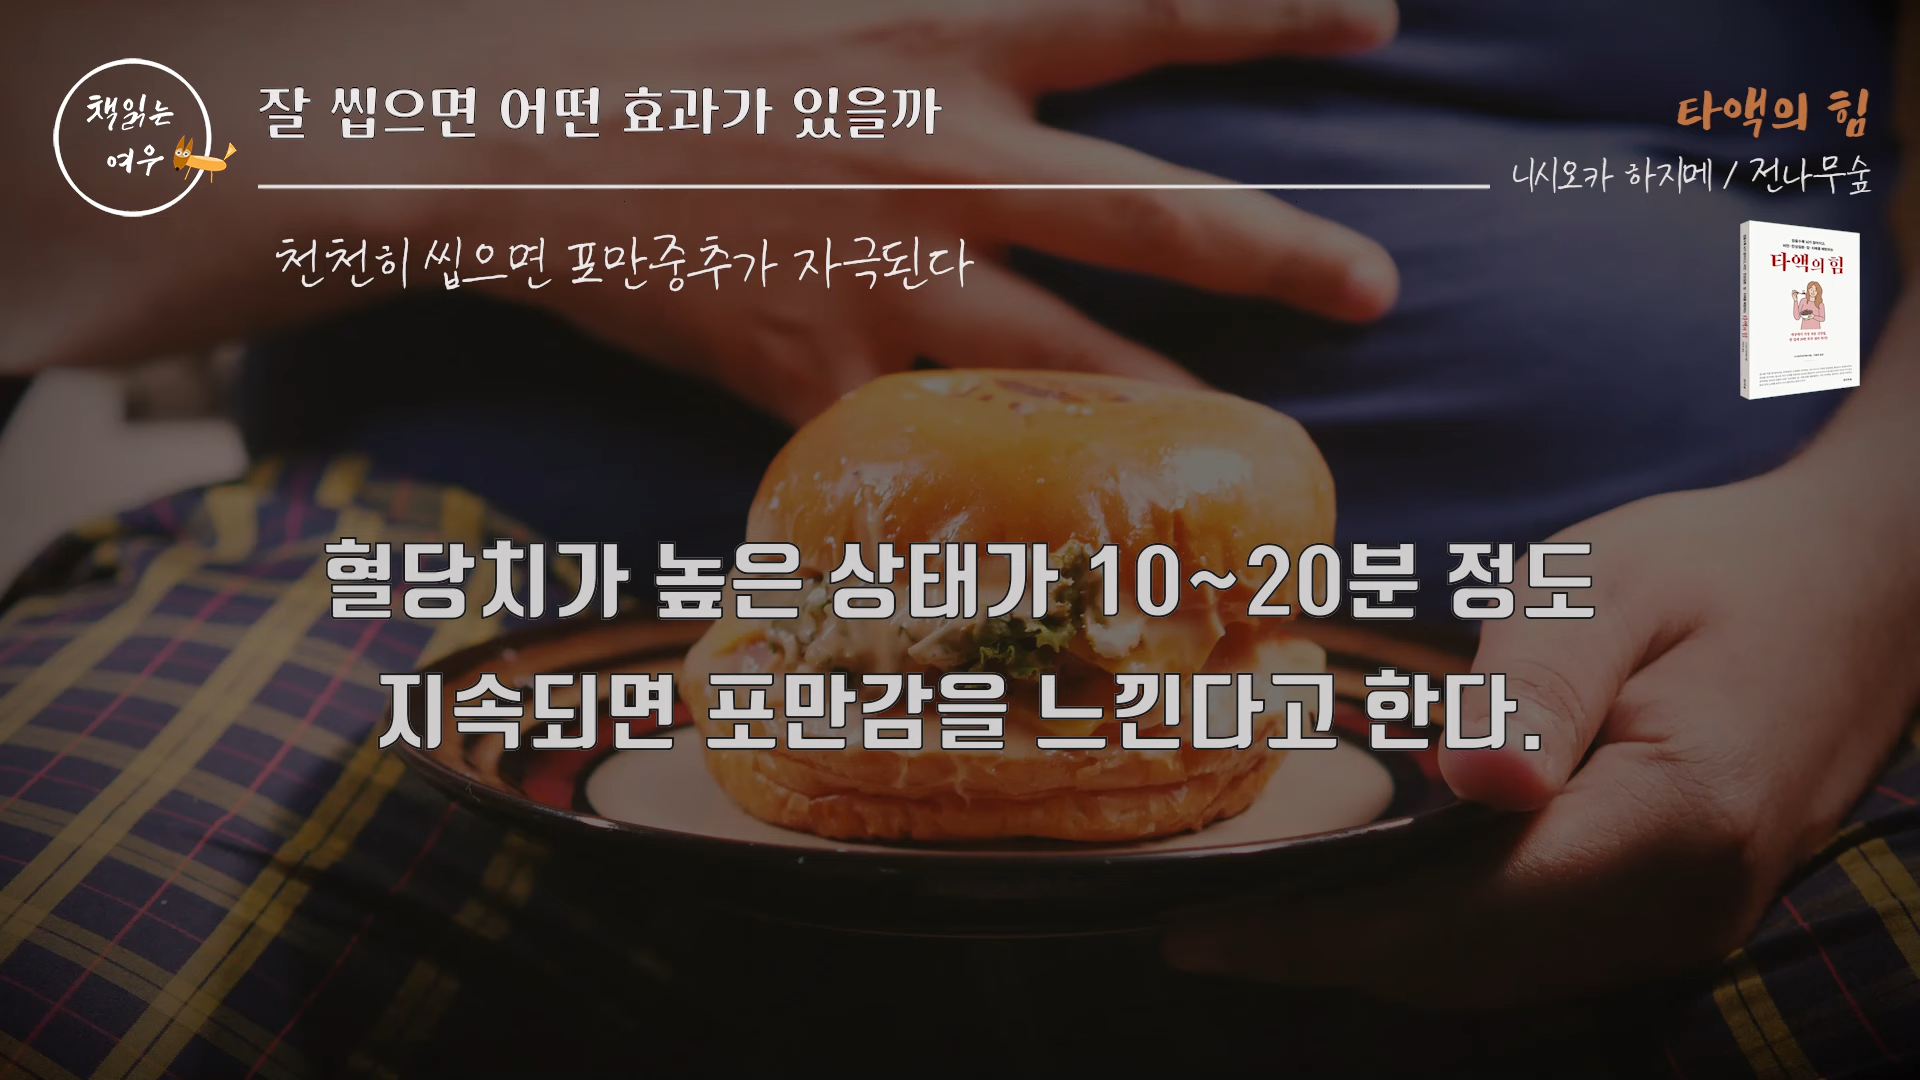 책읽는
여우
잘 씹으면 어떤 효과가 있을까
타액의 힘
니시오카 하지메 / 전나무숲
천천히 씹으면 포만중추가 자극된다
타액의 힘
혈당치가 높은 상태가 10~20분 정도
지속되면 포만감을 느낀다고 한다.